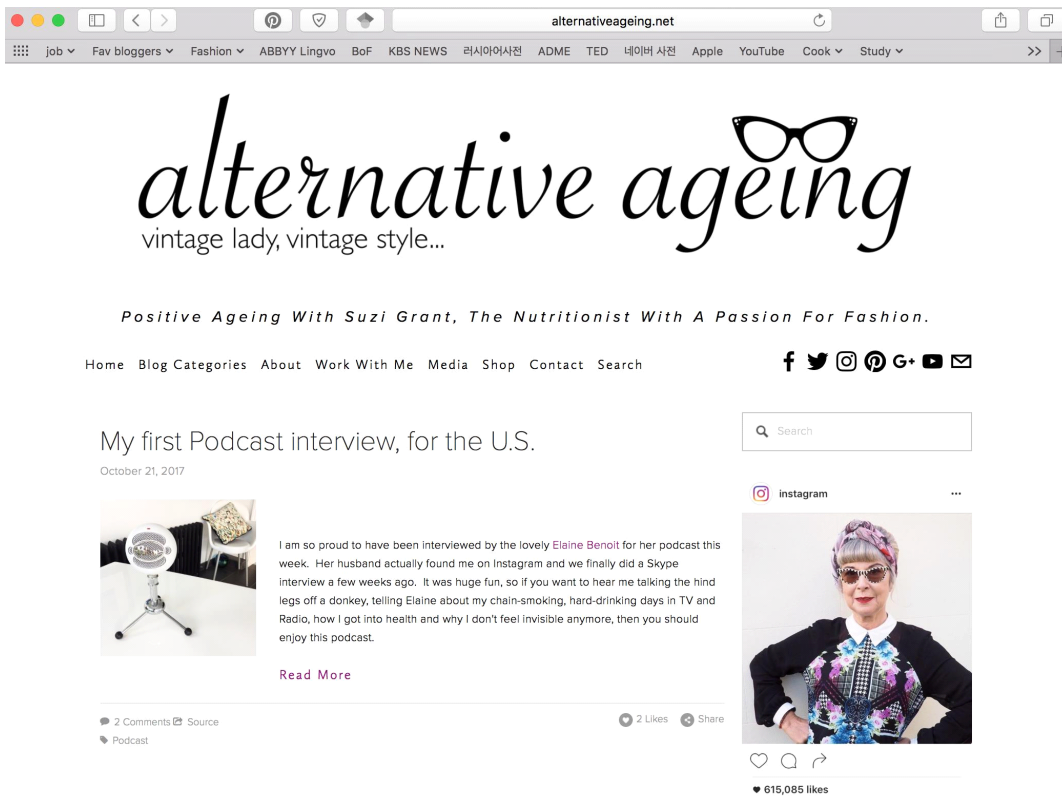 alternativeageing.net
job Fav bloggers Fashion ABBYY Lingvo BoF KBS NEWS 러시아어사전 ADME TED 네이버 사전 Apple YouTube Cook Study >>
alternative ageing
vintage lady, vintage style...
Positive Ageing With Suzi Grant, The Nutritionist With A Passion For Fashion.
Home Blog Categories About Work With Me Media Shop Contact Search
G+
Search
My first Podcast interview, for the U.S.
October 21, 2017
instagram ...
I am so proud to have been interviewed by the lovely Elaine Benoit for her podcast this
week. Her husband actually found me on Instagram and we finally did a Skype
interview a few weeks ago. It was huge fun, so if you want to hear me talking the hind
legs off a donkey, telling Elaine about my chain-smoking, hard-drinking days in TV and
Radio, how I got into health and why I don't feel invisible anymore, then you should
enjoy this podcast.
Read More
2 Comments Source 2 Likes Share
Podcast
615,085 likes